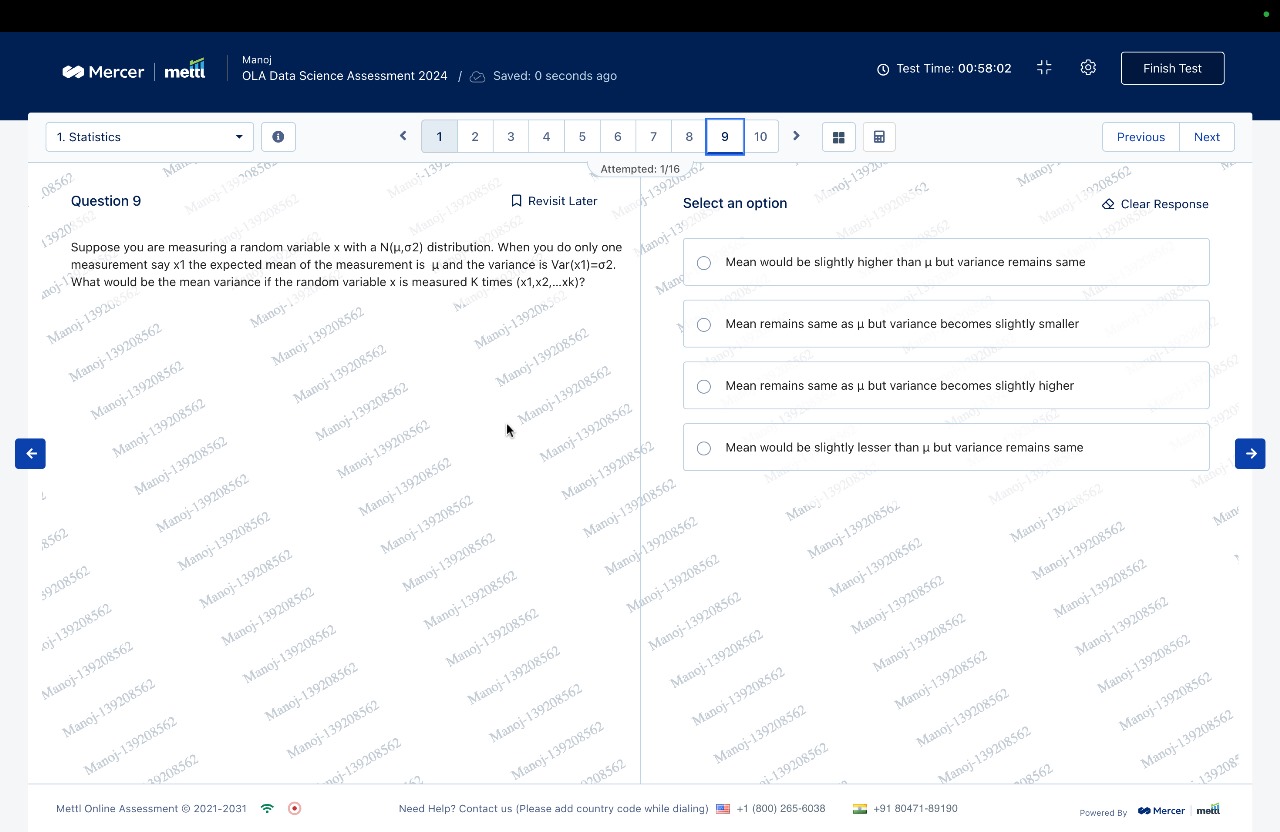 Manoj
Mercer | mettl
OLA Data Science Assessment 2024 / Saved: 0 seconds ago
Test Time: 00:58:02
Finish Test
1. Statistics
1 2 3 4 5 6 7 8 9 10
Previous Next
Attempted: 1/16
Question 9
Revisit Later
Suppose you are measuring a random variable x with a N(μ,σ2) distribution. When you do only one
measurement say x1 the expected mean of the measurement is μ and the variance is Var(x1)=σ2.
What would be the mean variance if the random variable x is measured K times (x1,x2,...xk)?
Select an option
Clear Response
Mean would be slightly higher than μ but variance remains same
Mean remains same as μ but variance becomes slightly smaller
Mean remains same as μ but variance becomes slightly higher
Mean would be slightly lesser than μ but variance remains same
Manoj-139208562
Mettl Online Assessment © 2021-2031
Need Help? Contact us (Please add country code while dialing) +1 (800) 265-6038 +91 80471-89190
Powered By Mercer | mettl